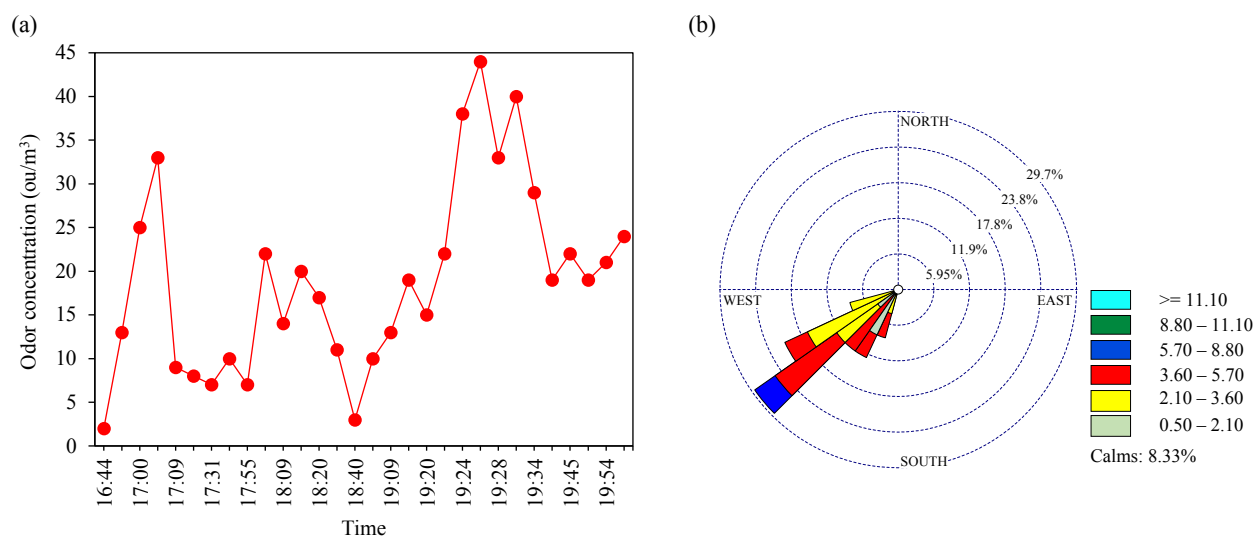 (a)
(b)
Odor concentration (ou/m³)
45
40
35
30
25
20
15
10
5
0
16:44
17:00
17:09
17:31
17:55
18:09
18:20
18:40
19:09
19:20
19:24
19:28
19:34
19:45
19:54
Time
NORTH
29.7%
23.8%
17.8%
11.9%
5.95%
WEST
EAST
SOUTH
>= 11.10
8.80 – 11.10
5.70 – 8.80
3.60 – 5.70
2.10 – 3.60
0.50 – 2.10
Calms: 8.33%